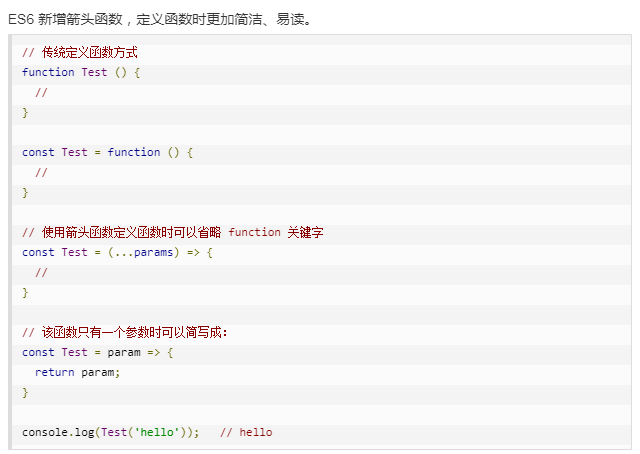 ES6 新增箭头函数，定义函数时更加简洁、易读。
// 传统定义函数方式
function Test () {
  //
}
const Test = function () {
  //
}
// 使用箭头函数定义函数时可以省略 function 关键字
const Test = (...params) => {
  //
}
// 该函数只有一个参数时可以简写成：
const Test = param => {
  return param;
}
console.log(Test('hello'));   // hello